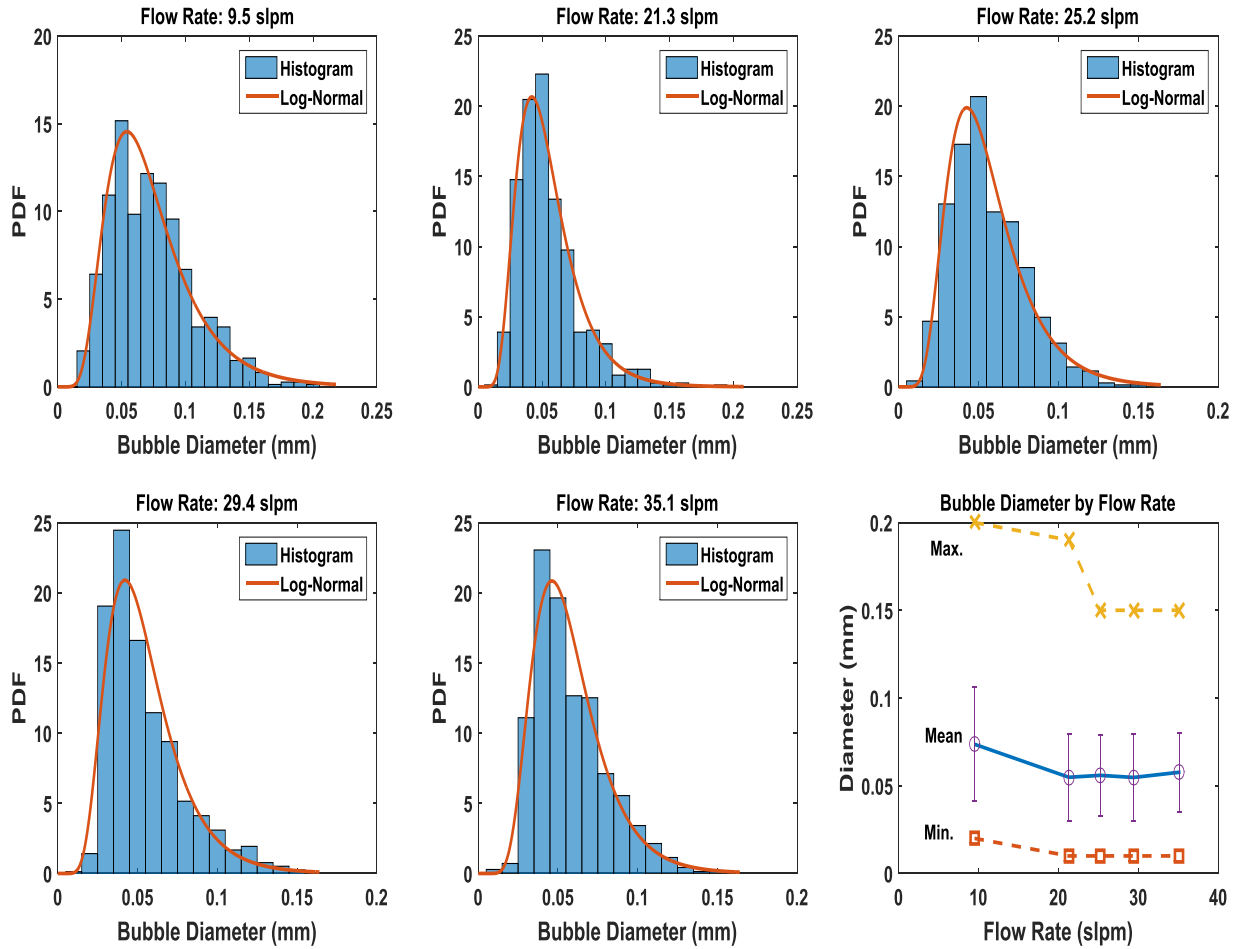 Flow Rate: 9.5 slpm
20
15
10
5
0
PDF
Histogram
Log-Normal
0 0.05 0.1 0.15 0.2 0.25
Bubble Diameter (mm)
Flow Rate: 21.3 slpm
25
20
15
10
5
0
PDF
Histogram
Log-Normal
0 0.05 0.1 0.15 0.2 0.25
Bubble Diameter (mm)
Flow Rate: 25.2 slpm
25
20
15
10
5
0
PDF
Histogram
Log-Normal
0 0.05 0.1 0.15 0.2
Bubble Diameter (mm)
Flow Rate: 29.4 slpm
25
20
15
10
5
0
PDF
Histogram
Log-Normal
0 0.05 0.1 0.15 0.2
Bubble Diameter (mm)
Flow Rate: 35.1 slpm
25
20
15
10
5
0
PDF
Histogram
Log-Normal
0 0.05 0.1 0.15 0.2
Bubble Diameter (mm)
Bubble Diameter by Flow Rate
0.2
0.15
0.1
0.05
0
Diameter (mm)
Max.
Mean
Min.
0 10 20 30 40
Flow Rate (slpm)